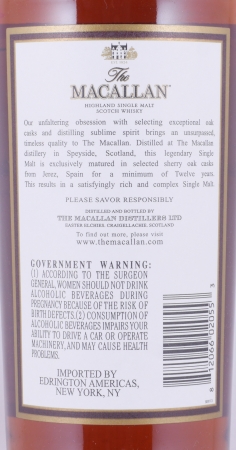 The
MACALLAN
HIGHLAND SINGLE MALT
SCOTCH WHISKY
Our unfaltering obsession with selecting exceptional oak
casks and distilling sublime spirit brings an unsurpassed,
timeless quality to The Macallan. Distilled at The Macallan
distillery in Speyside, Scotland, this legendary Single
Malt is exclusively matured in selected sherry oak casks
from Jerez, Spain for a minimum of Twelve years.
This results in a satisfyingly rich and complex Single Malt
PLEASE SAVOR RESPONSIBLY
DISTILLED AND BOTTLED BY
THE MACALLAN DISTILLERS LTD
EASTER ELCHIES, CRAIGELLACHIE, SCOTLAND
To find out more, please visit
www.themacallan.com
GOVERNMENT WARNING:
(1) ACCORDING TO THE SURGEON
GENERAL, WOMEN SHOULD NOT DRINK
ALCOHOLIC BEVERAGES DURING
PREGNANCY BECAUSE OF THE RISK OF
BIRTH DEFECTS.(2) CONSUMPTION OF
ALCOHOLIC BEVERAGES IMPAIRS YOUR
ABILITY TO DRIVE A CAR OR OPERATE
MACHINERY, AND MAY CAUSE HEALTH
PROBLEMS.
IMPORTED BY
EDRINGTON AMERICAS,
NEW YORK, NY
8 12066 02055 3